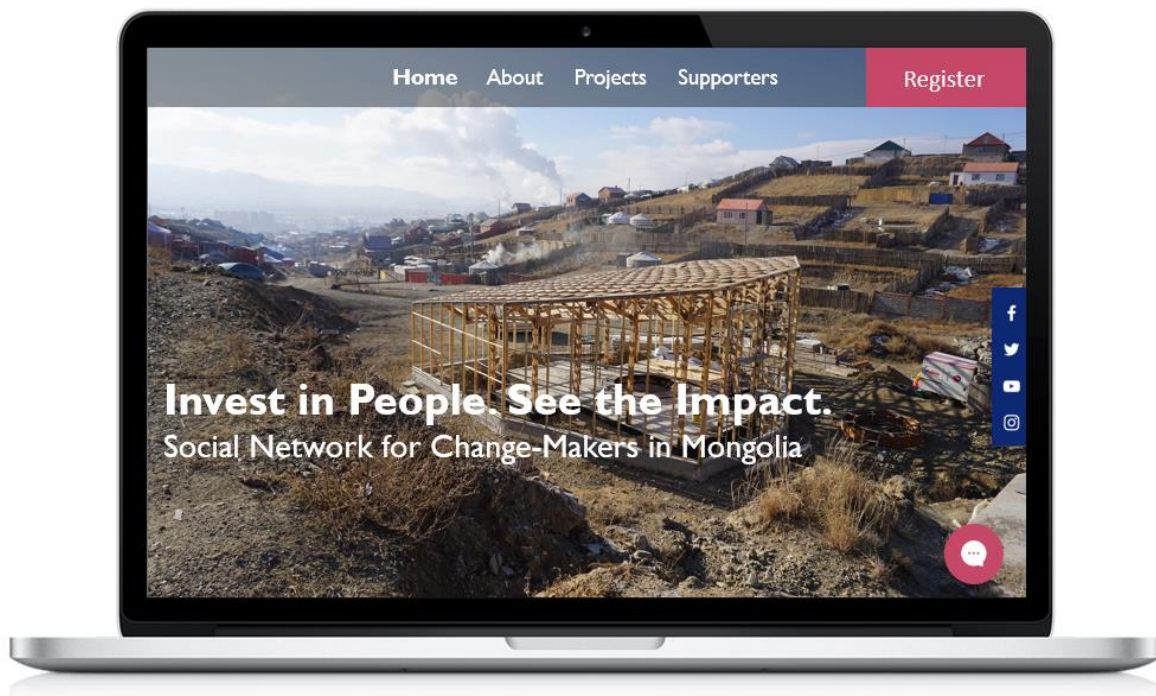 Home About Projects Supporters Register
Invest in People. See the Impact.
Social Network for Change-Makers in Mongolia